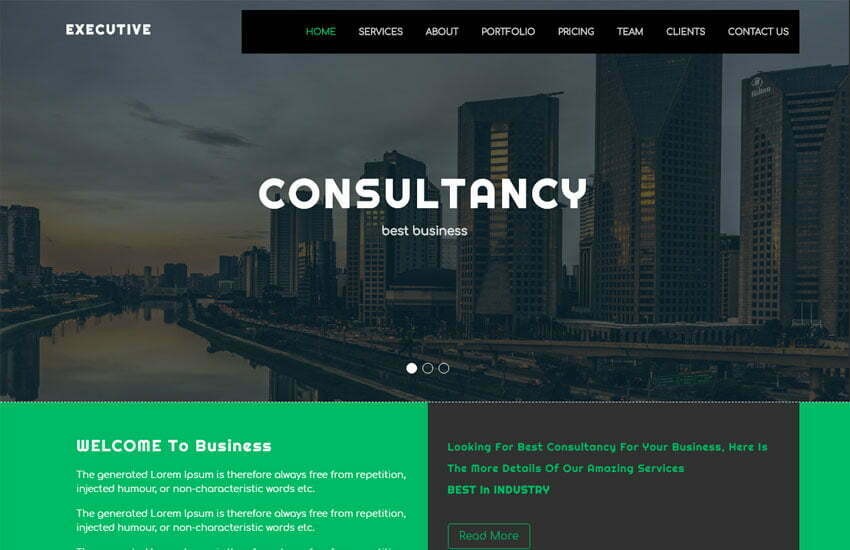 EXECUTIVE
HOME SERVICES ABOUT PORTFOLIO PRICING TEAM CLIENTS CONTACT US
Hilton
CONSULTANCY
best business
WELCOME To Business
The generated Lorem Ipsum is therefore always free from repetition,
injected humour, or non-characteristic words etc.
The generated Lorem Ipsum is therefore always free from repetition,
injected humour, or non-characteristic words etc.
Looking For Best Consultancy For Your Business, Here Is
The More Details Of Our Amazing Services
BEST In INDUSTRY
Read More